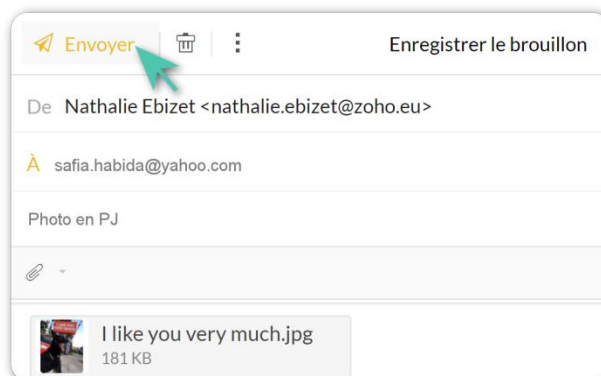 Envoyer Enregistrer le brouillon
De Nathalie Ebizet <nathalie.ebizet@zoho.eu>
À safia.habida@yahoo.com
Photo en PJ
I like you very much.jpg
181 KB